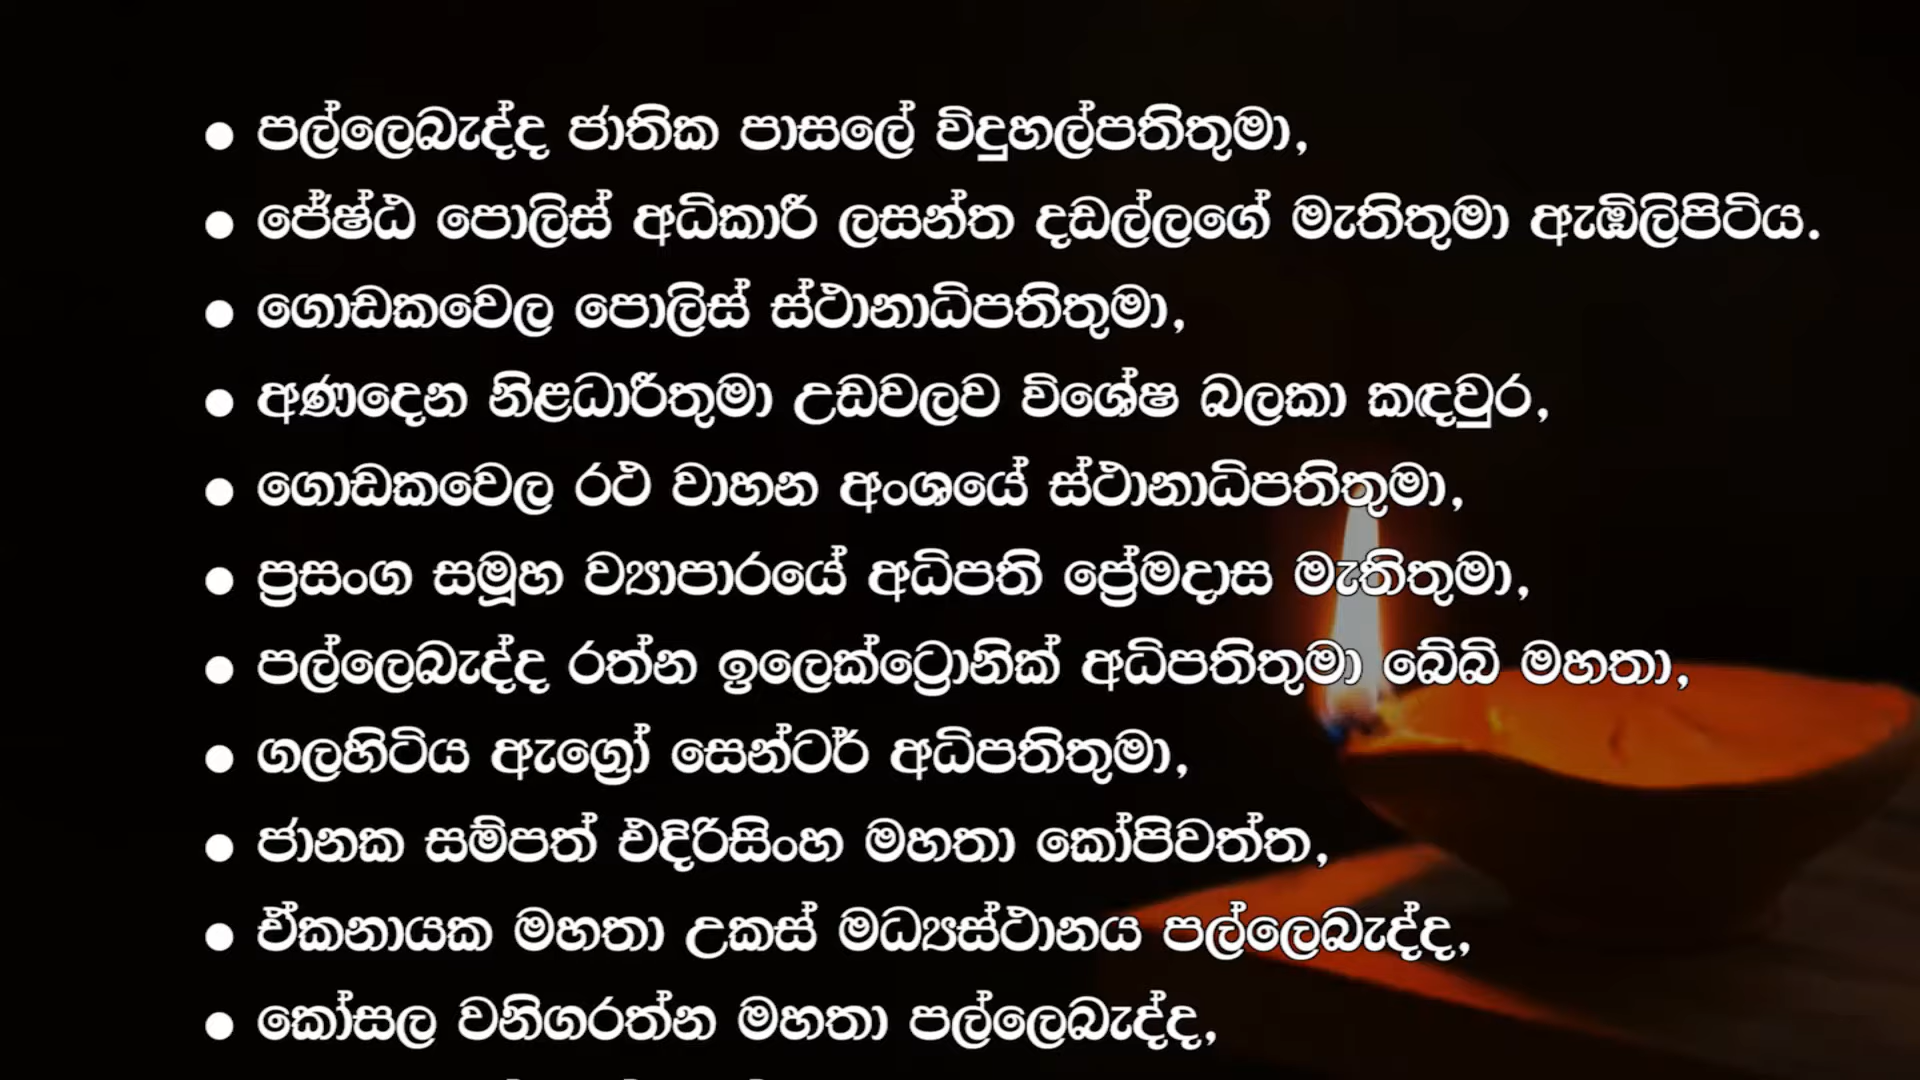 • පල්ලෙබැද්ද ජාතික පාසලේ විදුහල්පතිතුමා,
• ජේෂ්ඨ පොලිස් අධිකාරී ලසන්ත දඩල්ලගේ මැතිතුමා ඇඹිලිපිටිය.
• ගොඩකවෙල පොලිස් ස්ථානාධිපතිතුමා,
• අණදෙන නිළධාරීතුමා උඩවලව විශේෂ බලකා කඳවුර,
• ගොඩකවෙල රථ වාහන අංශයේ ස්ථානාධිපතිතුමා,
• ප්‍රසංග සමූහ ව්‍යාපාරයේ අධිපති ප්‍රේමදාස මැතිතුමා,
• පල්ලෙබැද්ද රත්න ඉලෙක්ට්‍රොනික් අධිපතිතුමා බේබි මහතා,
• ගලහිටිය ඇග්‍රෝ සෙන්ටර් අධිපතිතුමා,
• ජානක සම්පත් එදිරිසිංහ මහතා කෝපිවත්ත,
• ඒකනායක මහතා උකස් මධ්‍යස්ථානය පල්ලෙබැද්ද,
• කෝසල වනිගරත්න මහතා පල්ලෙබැද්ද,